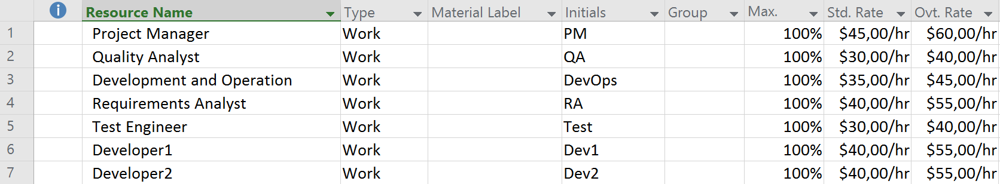 i Resource Name Type Material Label Initials Group Max. Std. Rate Ovt. Rate
1 Project Manager Work PM 100% $45,00/hr $60,00/hr
2 Quality Analyst Work QA 100% $30,00/hr $40,00/hr
3 Development and Operation Work DevOps 100% $35,00/hr $45,00/hr
4 Requirements Analyst Work RA 100% $40,00/hr $55,00/hr
5 Test Engineer Work Test 100% $30,00/hr $40,00/hr
6 Developer1 Work Dev1 100% $40,00/hr $55,00/hr
7 Developer2 Work Dev2 100% $40,00/hr $55,00/hr